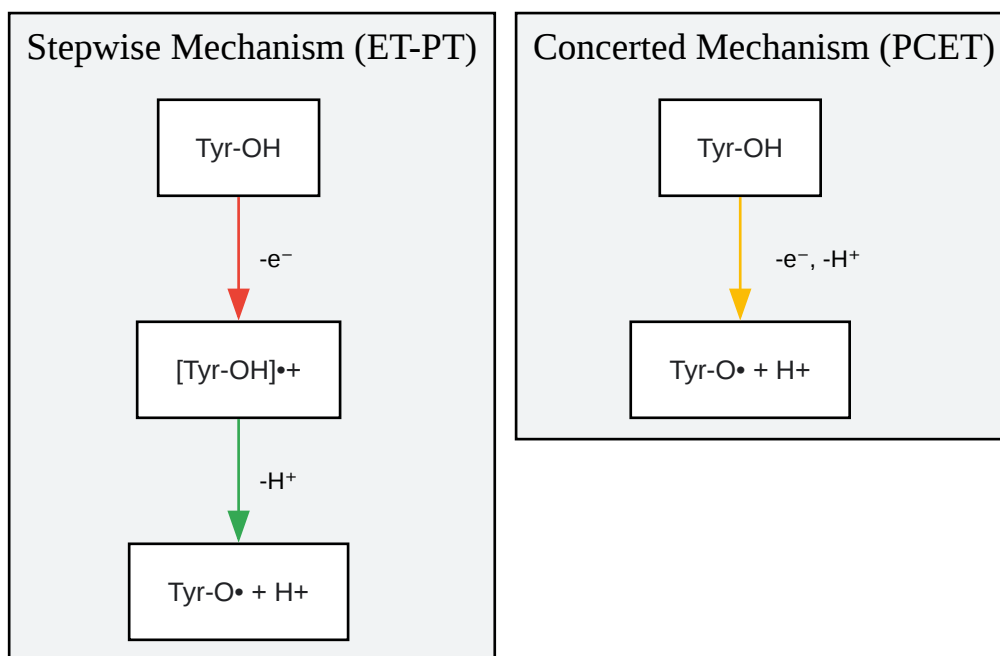 Stepwise Mechanism (ET-PT)
Tyr-OH
-e⁻
[Tyr-OH]•+
-H⁺
Tyr-O• + H+
Concerted Mechanism (PCET)
Tyr-OH
-e⁻, -H⁺
Tyr-O• + H+